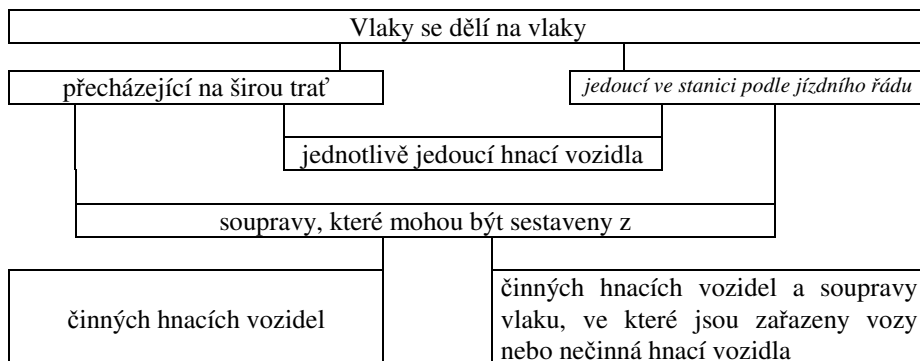 Vlaky se dělí na vlaky
přecházející na širou trať
jedoucí ve stanici podle jízdního řádu
jednotlivě jedoucí hnací vozidla
soupravy, které mohou být sestaveny z
činných hnacích vozidel
činných hnacích vozidel a soupravy
vlaku, ve které jsou zařazeny vozy
nebo nečinná hnací vozidla